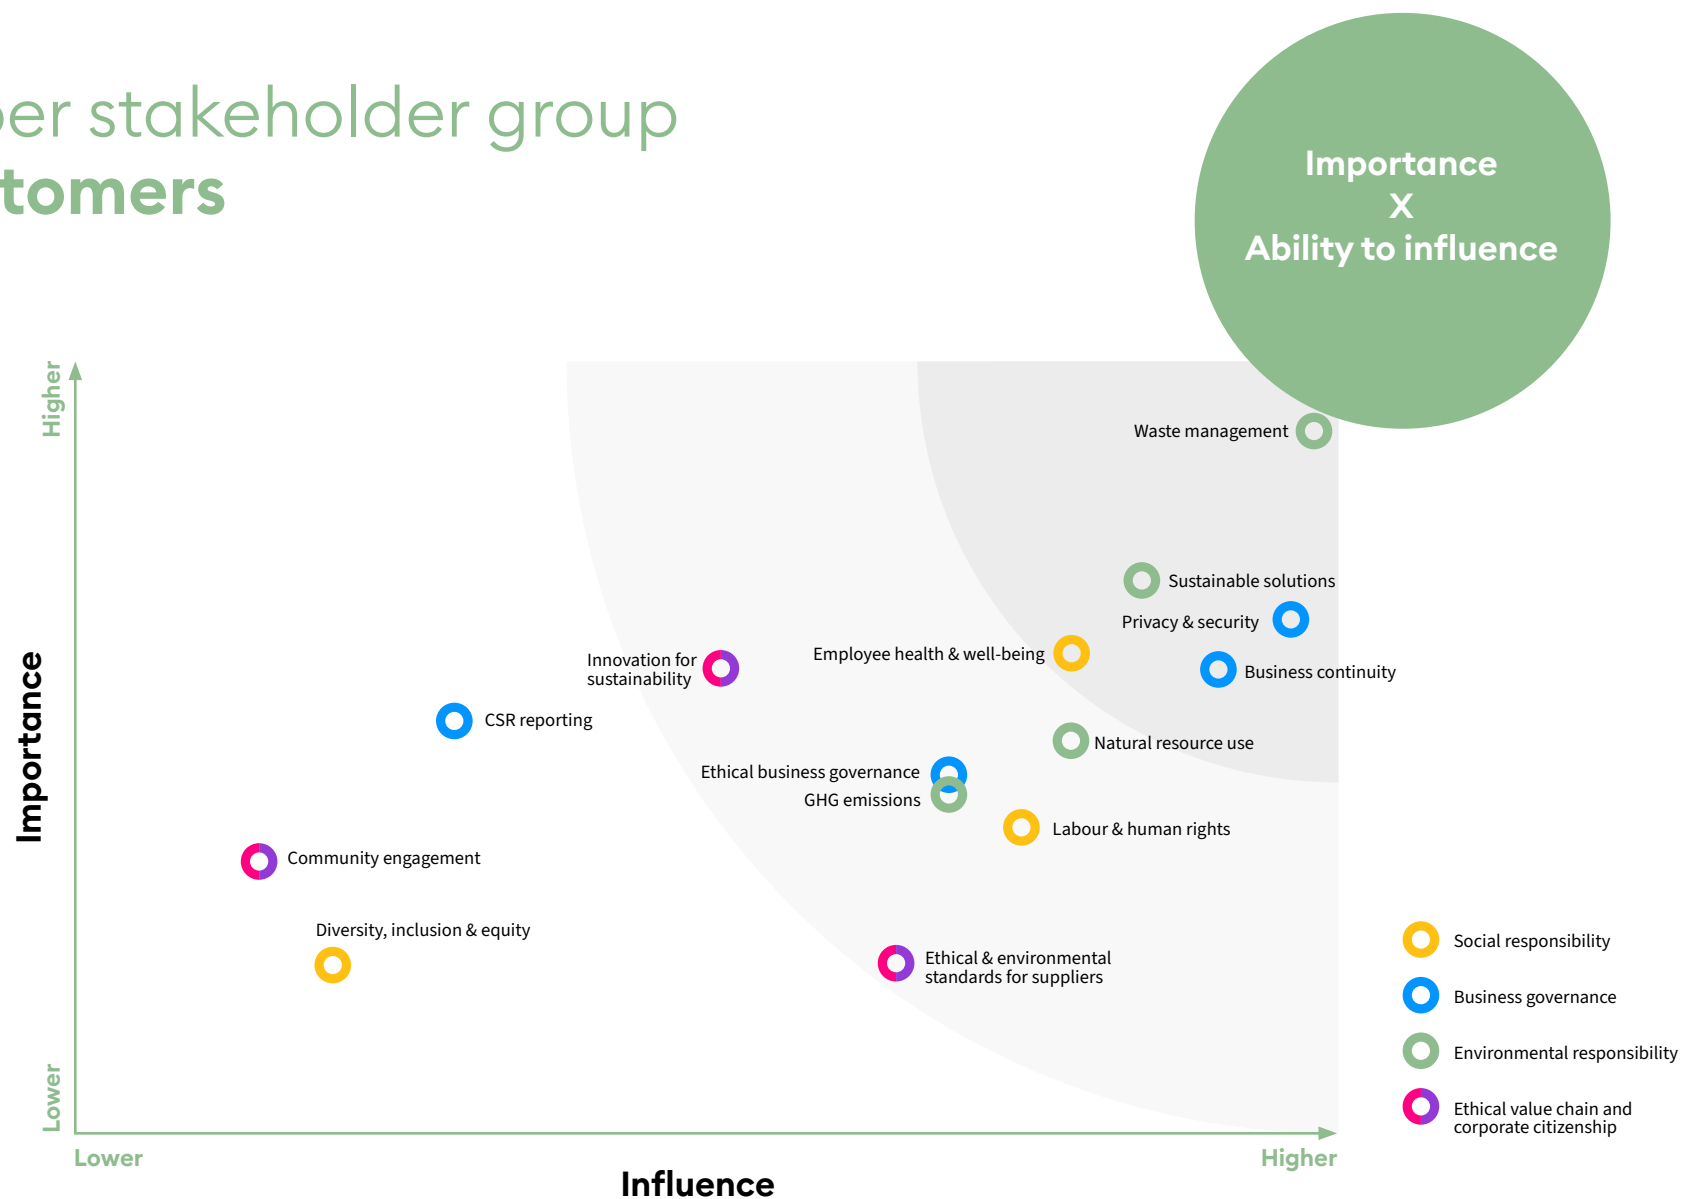 per stakeholder group
tomers
Importance
X
Ability to influence
Higher
Waste management
Sustainable solutions
Privacy & security
Employee health & well-being
Innovation for
sustainability
Business continuity
CSR reporting
Natural resource use
Ethical business governance
GHG emissions
Labour & human rights
Importance
Community engagement
Diversity, inclusion & equity
Ethical & environmental
standards for suppliers
Social responsibility
Business governance
Environmental responsibility
Ethical value chain and
corporate citizenship
Lower
Lower
Higher
Influence